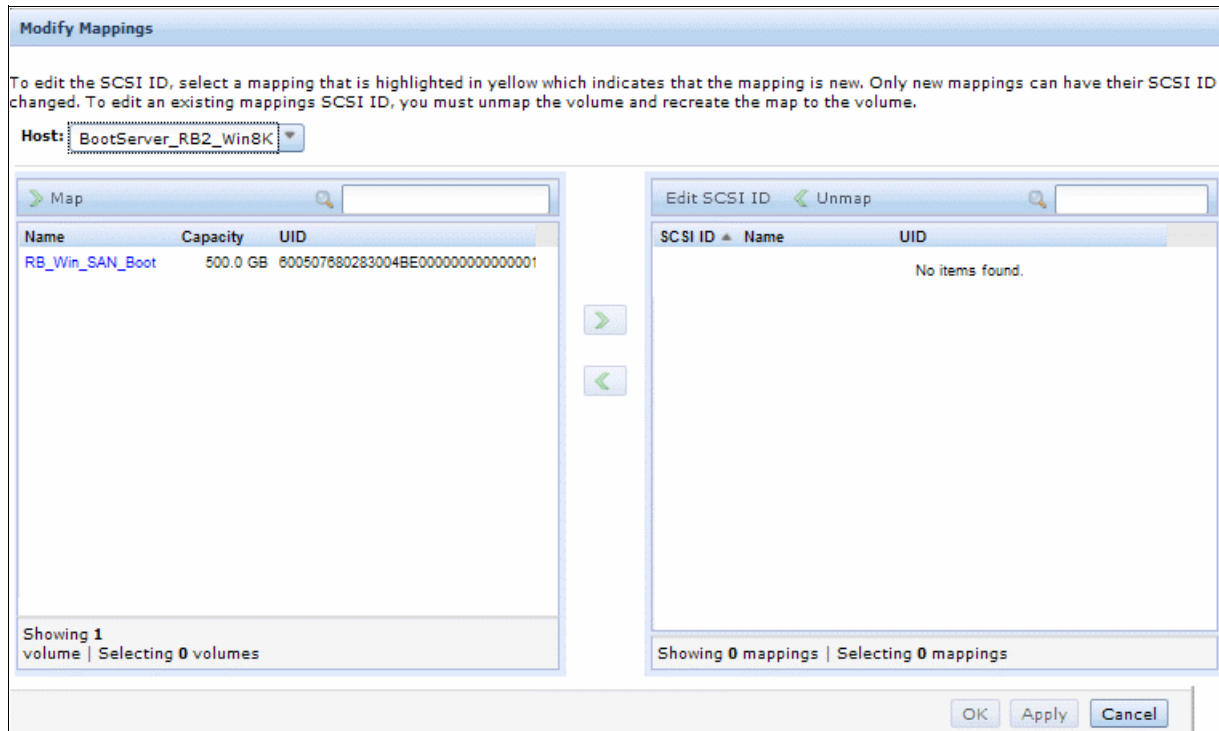 Modify Mappings
To edit the SCSI ID, select a mapping that is highlighted in yellow which indicates that the mapping is new. Only new mappings can have their SCSI ID
changed. To edit an existing mappings SCSI ID, you must unmap the volume and recreate the map to the volume.
Host: BootServer_RB2_Win8K
Map
Name Capacity UID
RB_Win_SAN_Boot 500.0 GB
Showing 1
volume | Selecting 0 volumes
Edit SCSI ID Unmap
SCSI ID Name UID
No items found.
Showing 0 mappings | Selecting 0 mappings
OK Apply Cancel